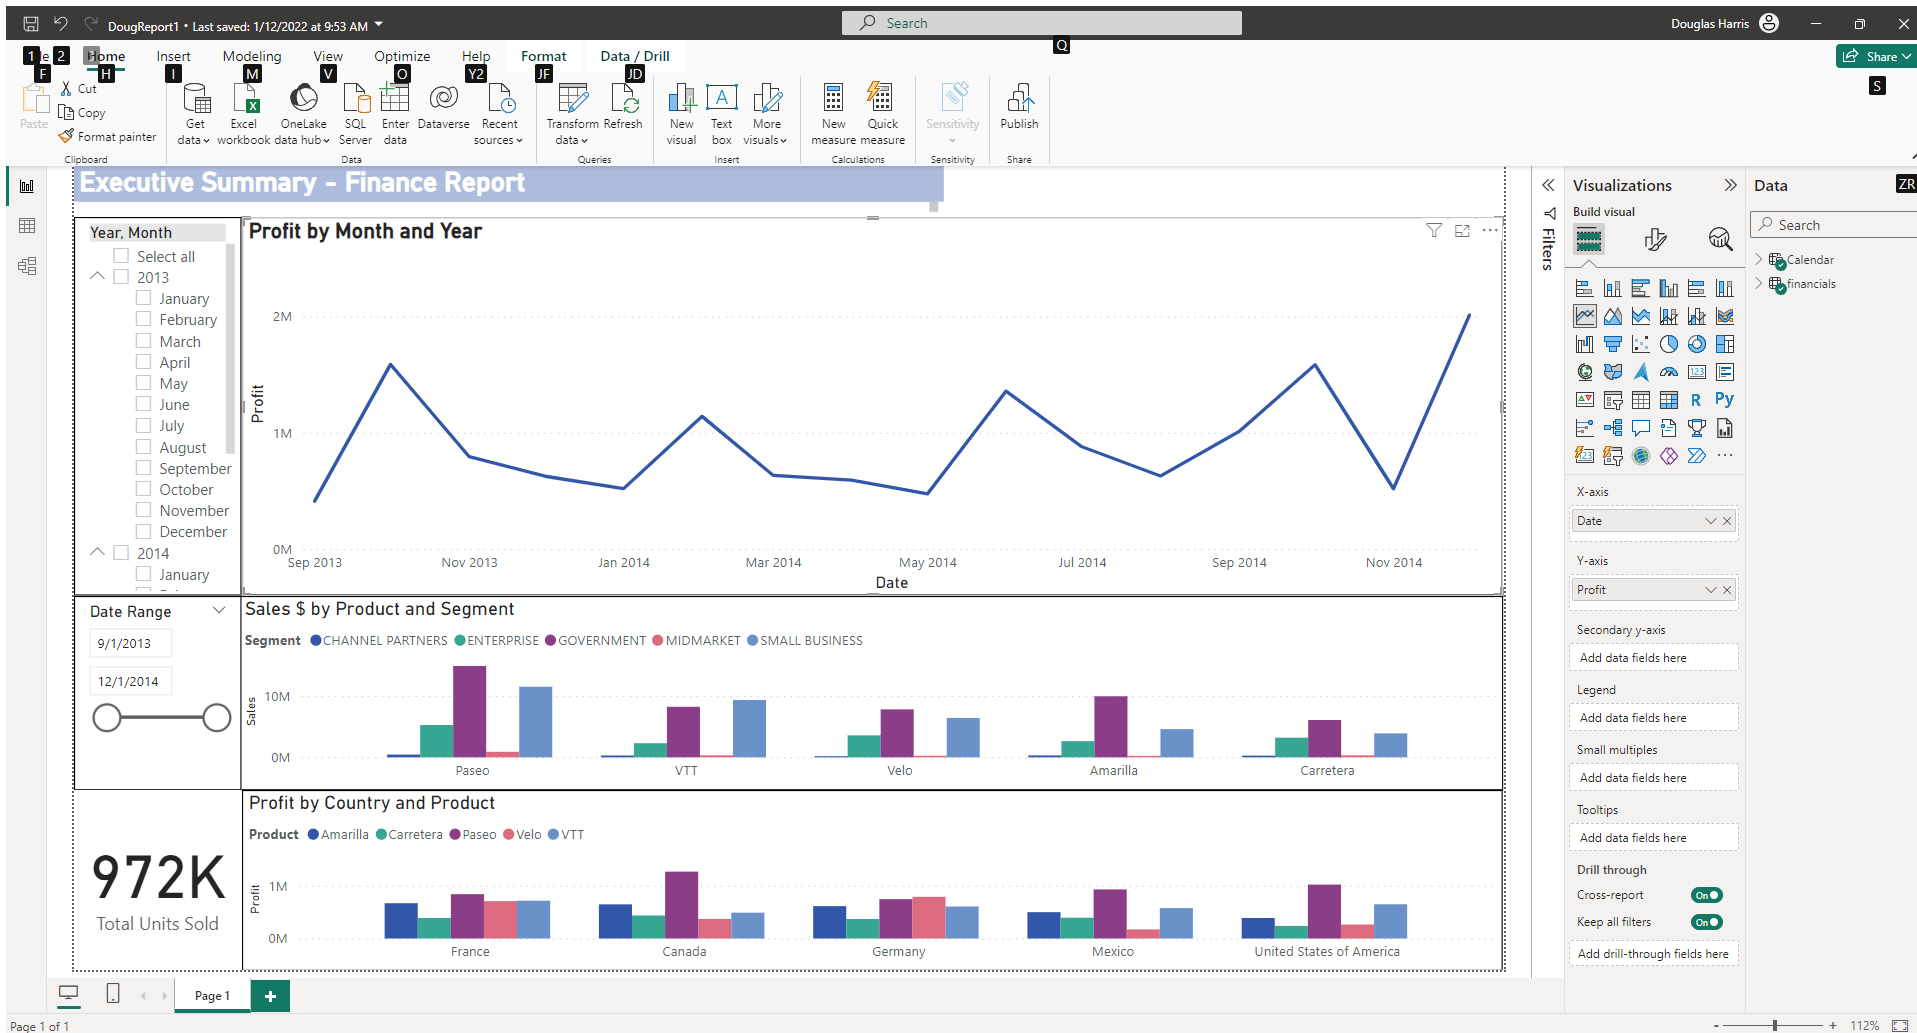 DougReport1 • Last saved: 1/12/2022 at 9:53 AM
Search
Douglas Harris
1
2
Home
Insert
Modeling
View
Optimize
Help
Format
Data / Drill
Q
Share
F
H
I
M
V
O
Y2
JF
JD
S
Paste
Cut
Copy
Format painter
Clipboard
Get data
Excel workbook
OneLake data hub
SQL Server
Enter data
Dataverse
Recent sources
Data
Transform data
Refresh
Queries
New visual
Text box
More visuals
Insert
New measure
Quick measure
Calculations
Sensitivity
Sensitivity
Publish
Share
Executive Summary - Finance Report
Year, Month
Select all
2013
January
February
March
April
May
June
July
August
September
October
November
December
2014
January
Profit by Month and Year
2M
1M
0M
Profit
Sep 2013
Nov 2013
Jan 2014
Mar 2014
May 2014
Jul 2014
Sep 2014
Nov 2014
Date
Date Range
9/1/2013
12/1/2014
Sales $ by Product and Segment
Segment CHANNEL PARTNERS ENTERPRISE GOVERNMENT MIDMARKET SMALL BUSINESS
Sales
10M
0M
Paseo
VTT
Velo
Amarilla
Carretera
972K
Total Units Sold
Profit by Country and Product
Product Amarilla Carretera Paseo Velo VTT
Profit
1M
0M
France
Canada
Germany
Mexico
United States of America
Filters
Visualizations
Build visual
123
R
Py
123
X-axis
Date
Y-axis
Profit
Secondary y-axis
Add data fields here
Legend
Add data fields here
Small multiples
Add data fields here
Tooltips
Add data fields here
Drill through
Cross-report
On
Keep all filters
On
Add drill-through fields here
Data
ZR
Search
Calendar
financials
Page 1
Page 1 of 1
- + 112%